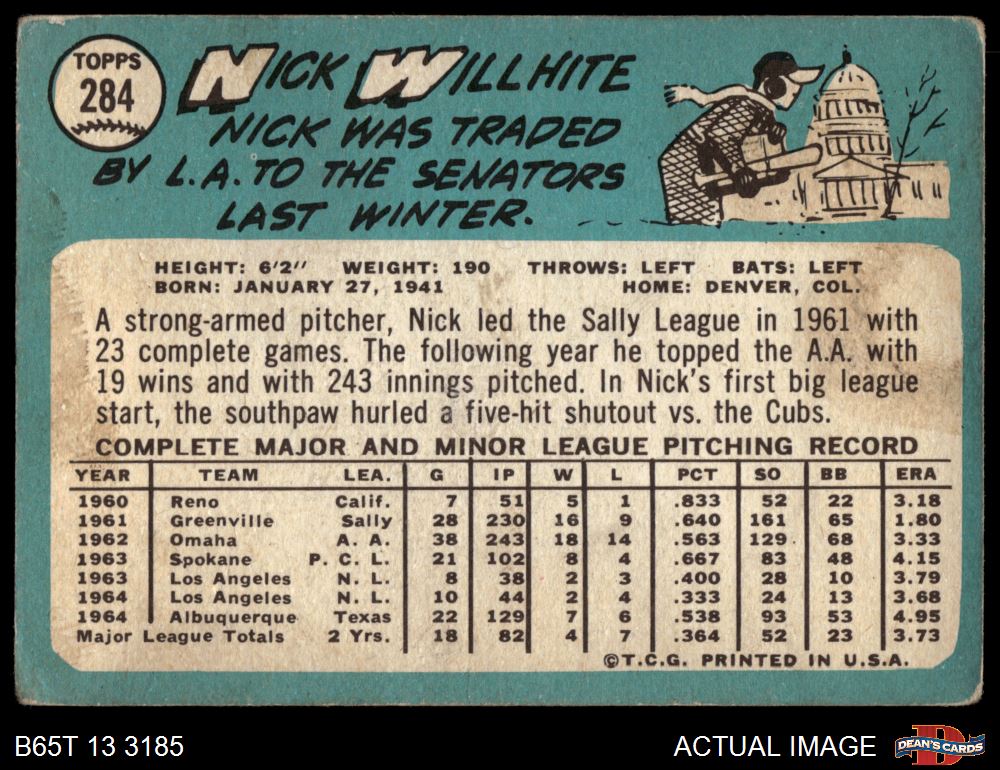 TOPPS
284
NICK WILLHITE
NICK WAS TRADED
BY L.A. TO THE SENATORS
LAST WINTER.
HEIGHT: 6'2" WEIGHT: 190 THROWS: LEFT BATS: LEFT
BORN: JANUARY 27, 1941 HOME: DENVER, COL.
A strong-armed pitcher, Nick led the Sally League in 1961 with
23 complete games. The following year he topped the A.A. with
19 wins and with 243 innings pitched. In Nick's first big league
start, the southpaw hurled a five-hit shutout vs. the Cubs.
COMPLETE MAJOR AND MINOR LEAGUE PITCHING RECORD
YEAR TEAM LEA. G IP W L PCT SO BB ERA
1960 Reno Calif. 7 51 5 1 .833 52 22 3.18
1961 Greenville Sally 28 230 16 9 .640 161 65 1.80
1962 Omaha A. A. 38 243 18 14 .563 129 68 3.33
1963 Spokane P. C. L. 21 102 8 4 .667 83 48 4.15
1963 Los Angeles N. L. 8 38 2 3 .400 28 10 3.79
1964 Los Angeles N. L. 10 44 2 4 .333 24 13 3.68
1964 Albuquerque Texas 22 129 7 6 .538 93 53 4.95
Major League Totals 2 Yrs. 18 82 4 7 .364 52 23 3.73
©T.C.G. PRINTED IN U.S.A.
B65T 13 3185
ACTUAL IMAGE
D
DEAN'S CARDS